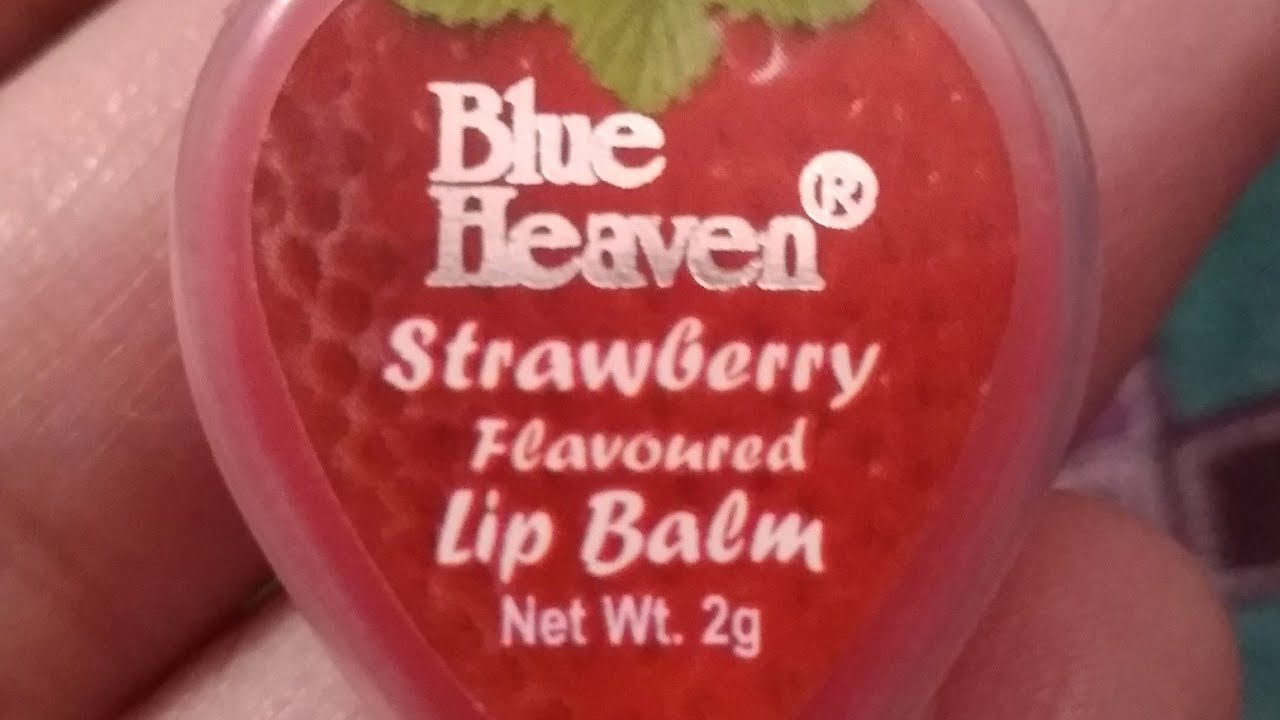 Blue
Heaven®
Strawberry
Flavoured
Lip Balm
Net Wt. 2g